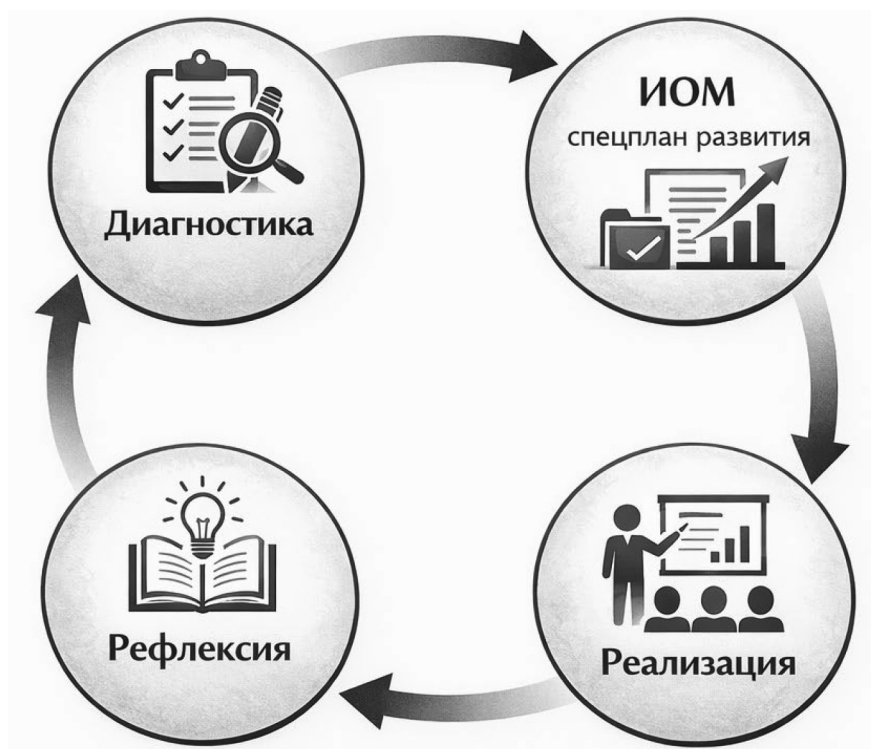 Диагностика
ИОМ
спецплан развития
Реализация
Рефлексия